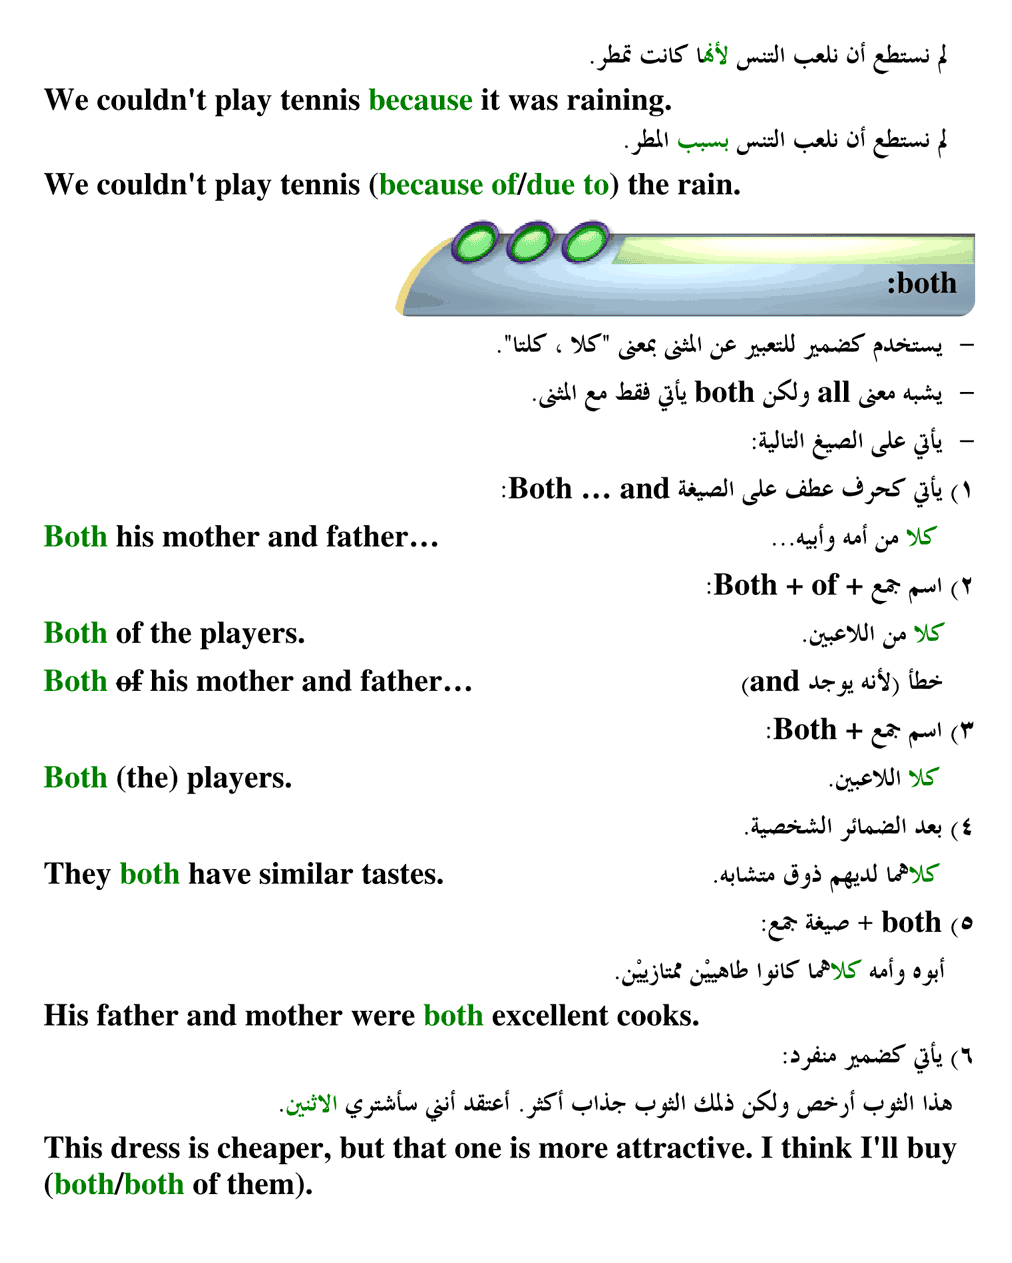 لم نستطع أن نلعب التنس لأنها كانت تمطر.
We couldn't play tennis because it was raining.
لم نستطع أن نلعب التنس بسبب المطر.
We couldn't play tennis (because of/due to) the rain.
both:
– يستخدم كضمير للتعبير عن المثنى بمعنى "كلا ، كلتا".
– يشبه معنى all ولكن both يأتي فقط مع المثنى.
– يأتي على الصيغ التالية:
١) يأتي كحرف عطف على الصيغة Both … and:
كلا من أمه وأبيه… Both his mother and father…
٢) اسم جمع + Both + of:
كلا من اللاعبين. Both of the players.
خطأ (لأنه يوجد and) Both of his mother and father…
٣) اسم جمع + Both:
كلا اللاعبين. Both (the) players.
٤) بعد الضمائر الشخصية.
كلاهما لديهم ذوق متشابه. They both have similar tastes.
٥) both + صيغة جمع:
أبوه وأمه كلاهما كانوا طاهييْن ممتازييْن.
His father and mother were both excellent cooks.
٦) يأتي كضمير منفرد:
هذا الثوب أرخص ولكن ذلك الثوب جذاب أكثر. أعتقد أنني سأشتري الاثنين.
This dress is cheaper, but that one is more attractive. I think I'll buy
(both/both of them).